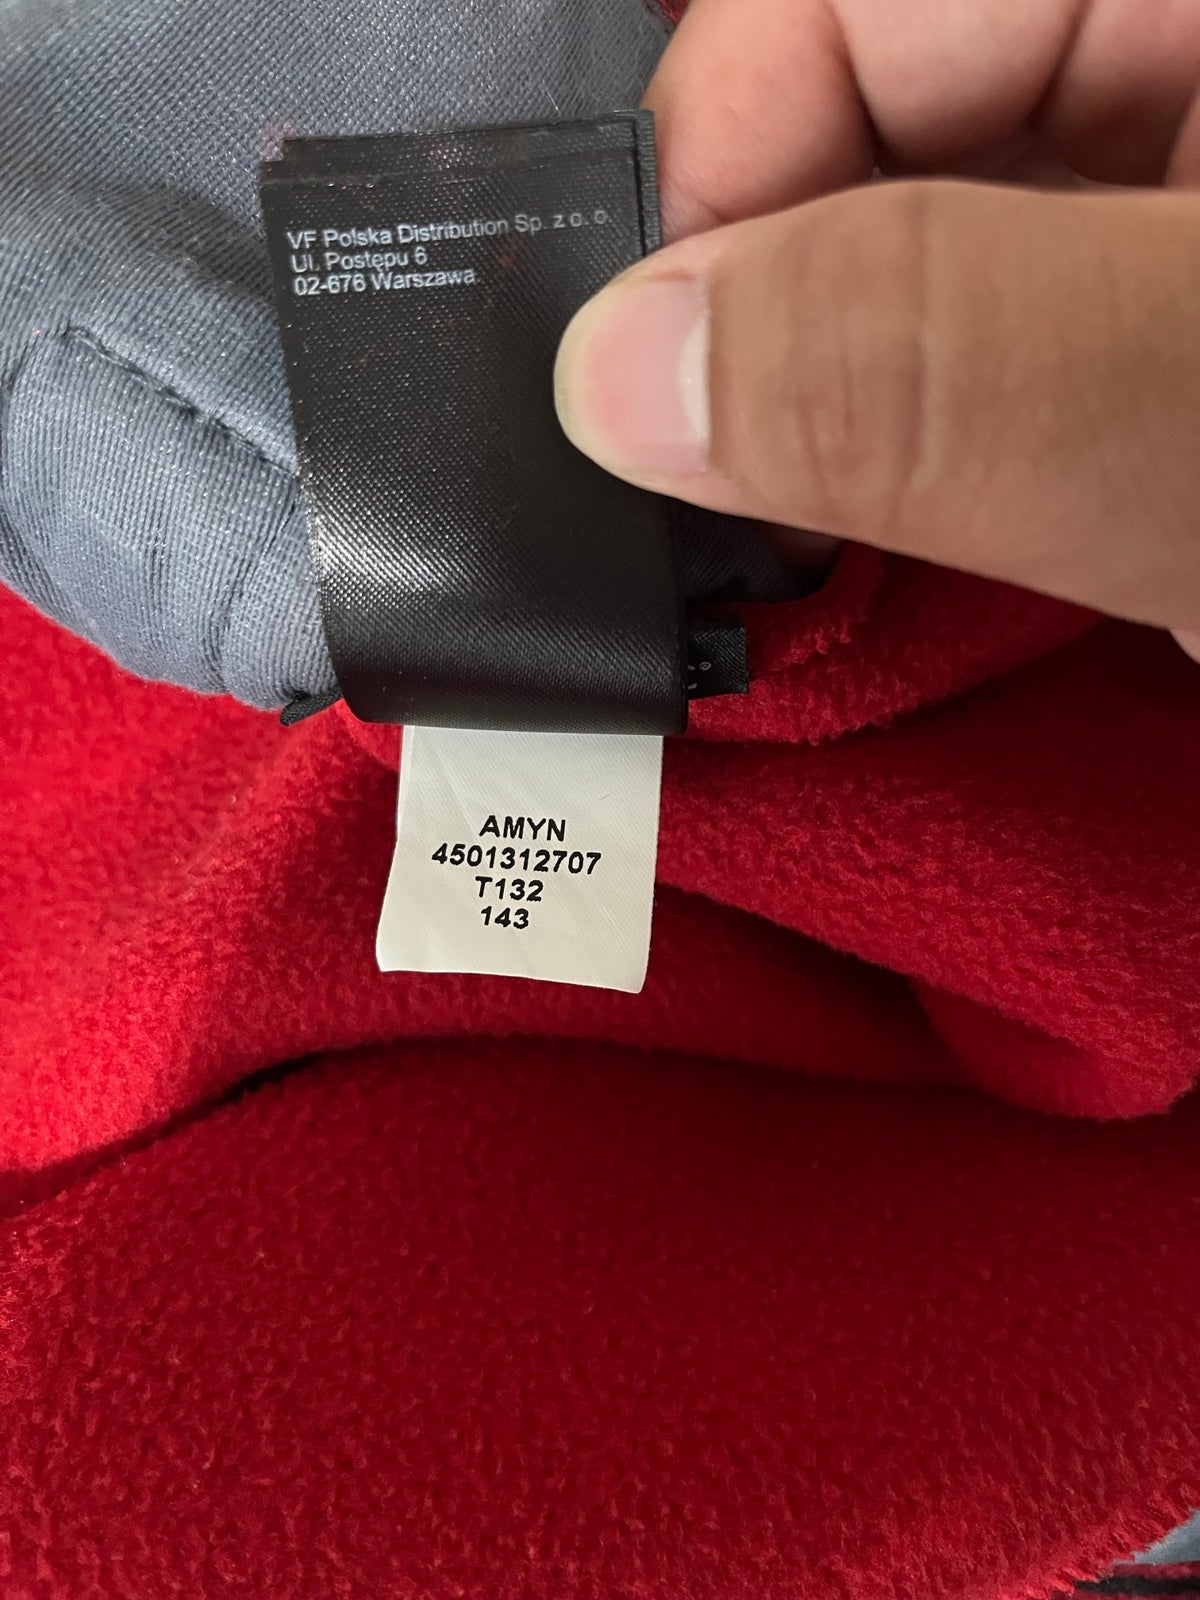 VF Polska Distribution Sp. z o. o.
Ul. Postępu 6
02-676 Warszawa
AMYN
4501312707
T132
143